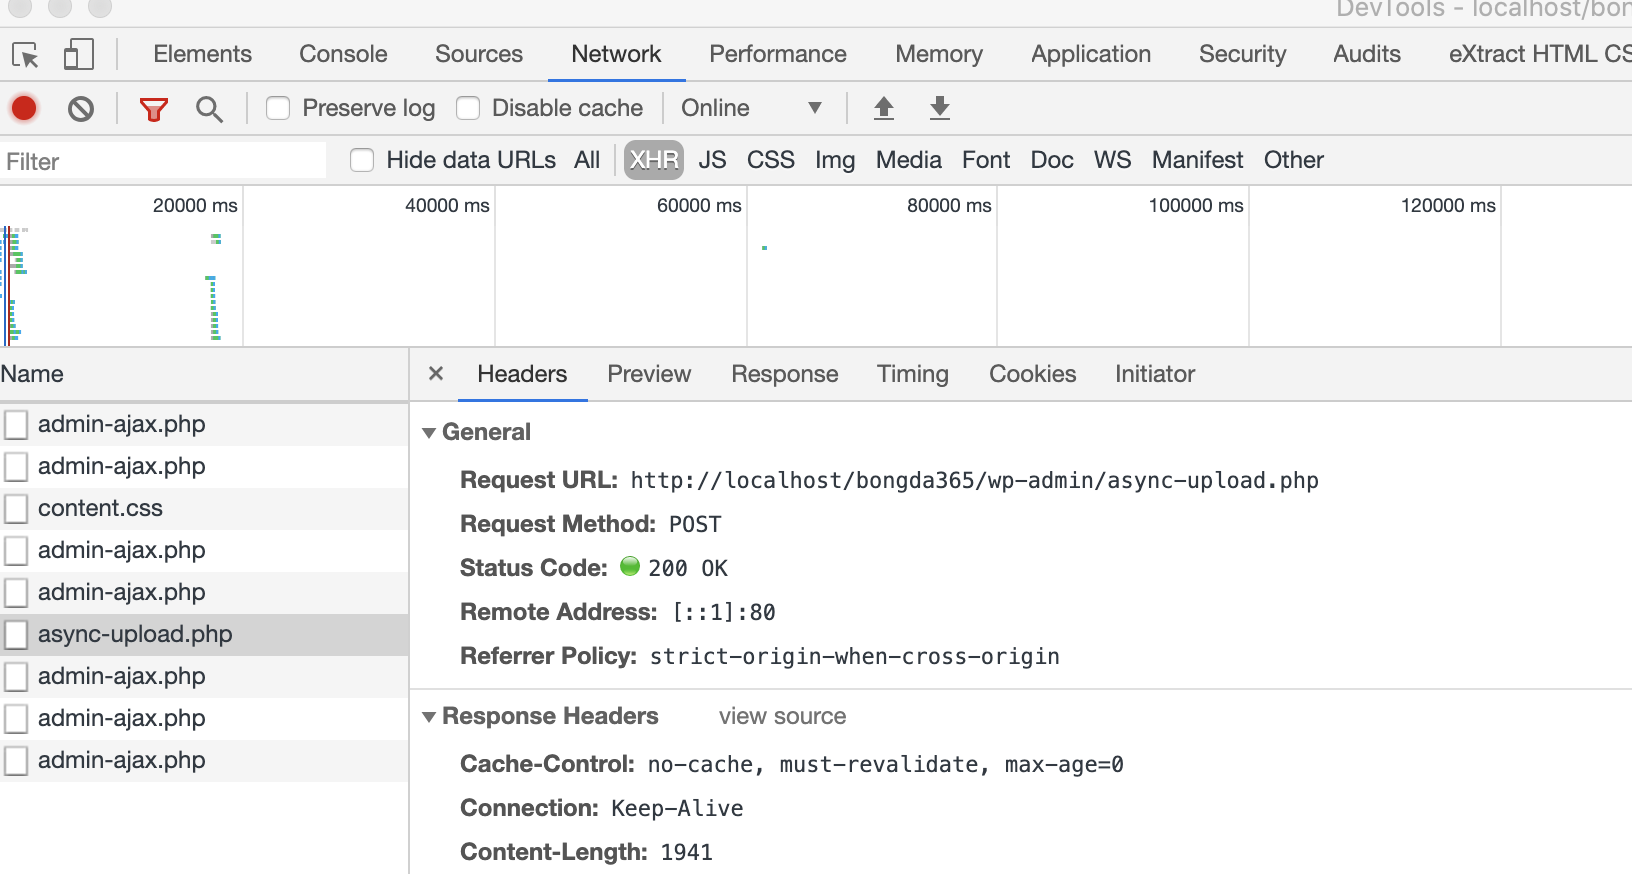 DevTools - localhost/bon
Elements Console Sources Network Performance Memory Application Security Audits eXtract HTML CS
Preserve log Disable cache Online
Filter Hide data URLs All XHR JS CSS Img Media Font Doc WS Manifest Other
20000 ms 40000 ms 60000 ms 80000 ms 100000 ms 120000 ms
Name
admin-ajax.php
admin-ajax.php
content.css
admin-ajax.php
admin-ajax.php
async-upload.php
admin-ajax.php
admin-ajax.php
admin-ajax.php
× Headers Preview Response Timing Cookies Initiator
General
Request URL: http://localhost/bongda365/wp-admin/async-upload.php
Request Method: POST
Status Code: 200 OK
Remote Address: [::1]:80
Referrer Policy: strict-origin-when-cross-origin
Response Headers view source
Cache-Control: no-cache, must-revalidate, max-age=0
Connection: Keep-Alive
Content-Length: 1941